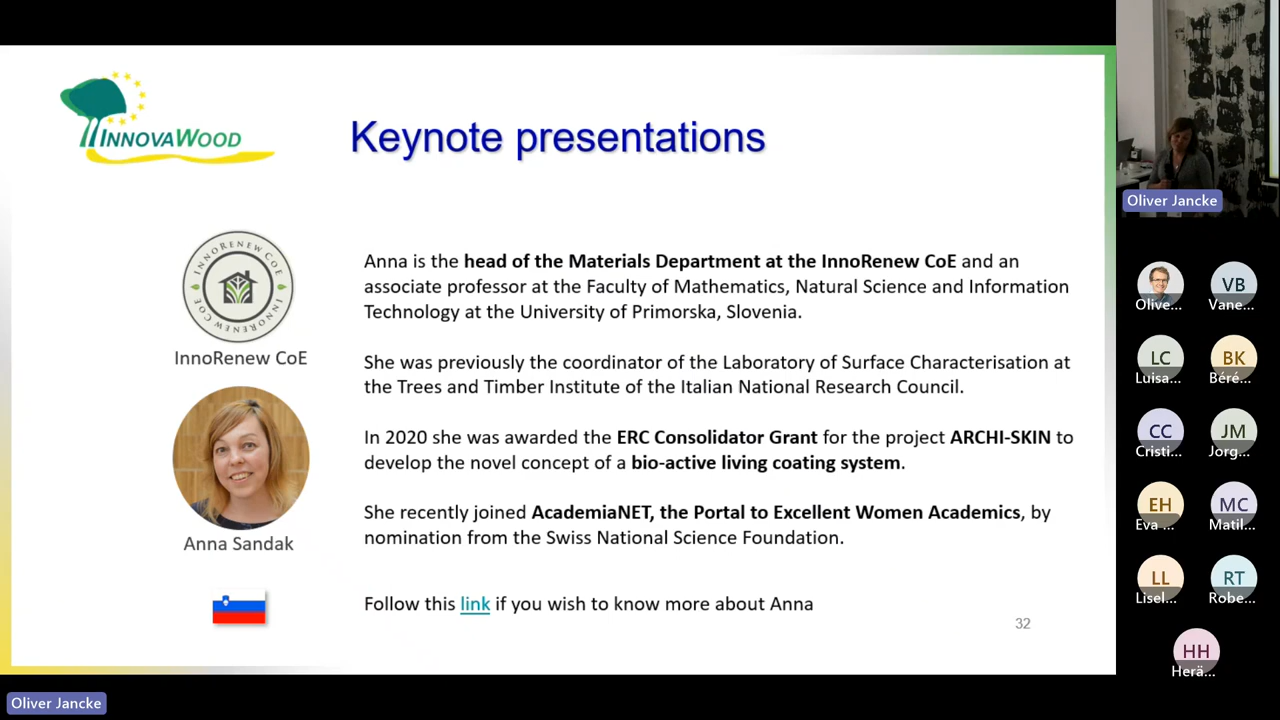 INNOVAWOOD
Keynote presentations
INNORENEW COE
INNORENEW COE
INNORENEW COE
InnoRenew CoE
Anna Sandak
Anna is the head of the Materials Department at the InnoRenew CoE and an
associate professor at the Faculty of Mathematics, Natural Science and Information
Technology at the University of Primorska, Slovenia.
She was previously the coordinator of the Laboratory of Surface Characterisation at
the Trees and Timber Institute of the Italian National Research Council.
In 2020 she was awarded the ERC Consolidator Grant for the project ARCHI-SKIN to
develop the novel concept of a bio-active living coating system.
She recently joined AcademiaNET, the Portal to Excellent Women Academics, by
nomination from the Swiss National Science Foundation.
Follow this link if you wish to know more about Anna
32
Oliver Jancke
Oliver Jancke
Olive...
VB
Vane...
LC
Luisa...
BK
Béré...
CC
Cristi...
JM
Jorg...
EH
Eva ...
MC
Matil...
LL
Lisel...
RT
Robe...
HH
Herä...